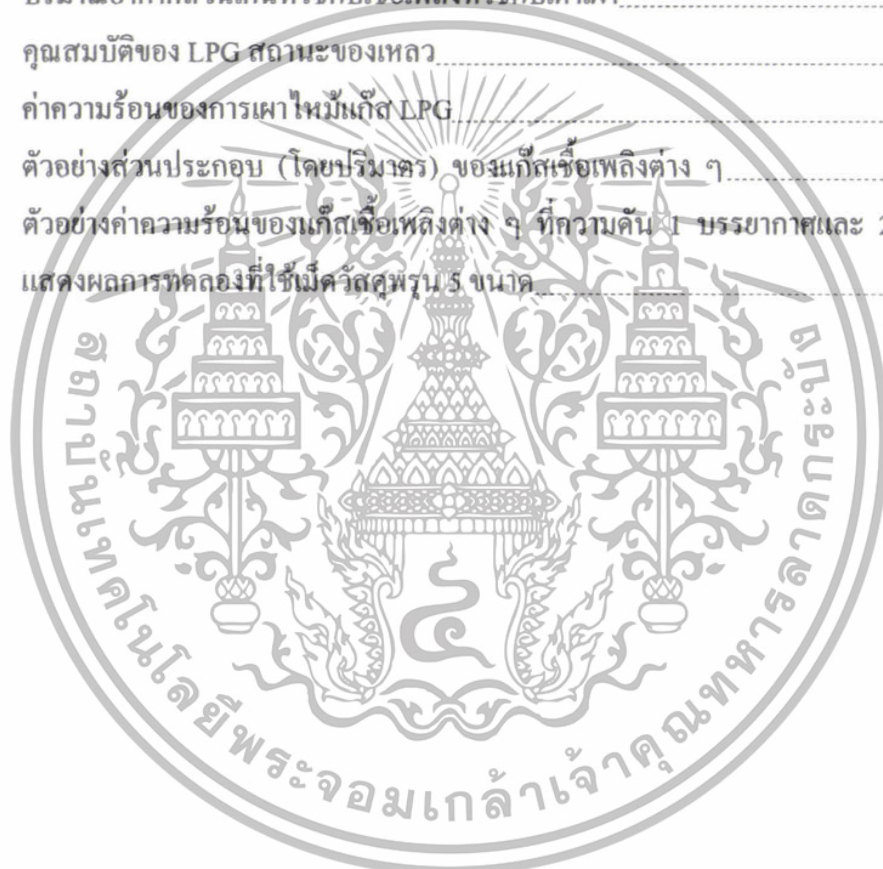 คุณสมบัติของ LPG สถานะของเหลว
ค่าความร้อนของการเผาไหม้แก๊ส LPG
ตัวอย่างส่วนประกอบ (โดยปริมาตร) ของแก๊สเชื้อเพลิงต่าง ๆ
ตัวอย่างค่าความร้อนของแก๊สเชื้อเพลิงต่าง ๆ ที่ความดัน 1 บรรยากาศและ 2
แสดงผลการทดลองที่ใช้เม็ดวัสดุพรุน 5 ขนาด
สถาบันเทคโนโลยีพระจอมเกล้าเจ้าคุณทหารลาดกระบัง